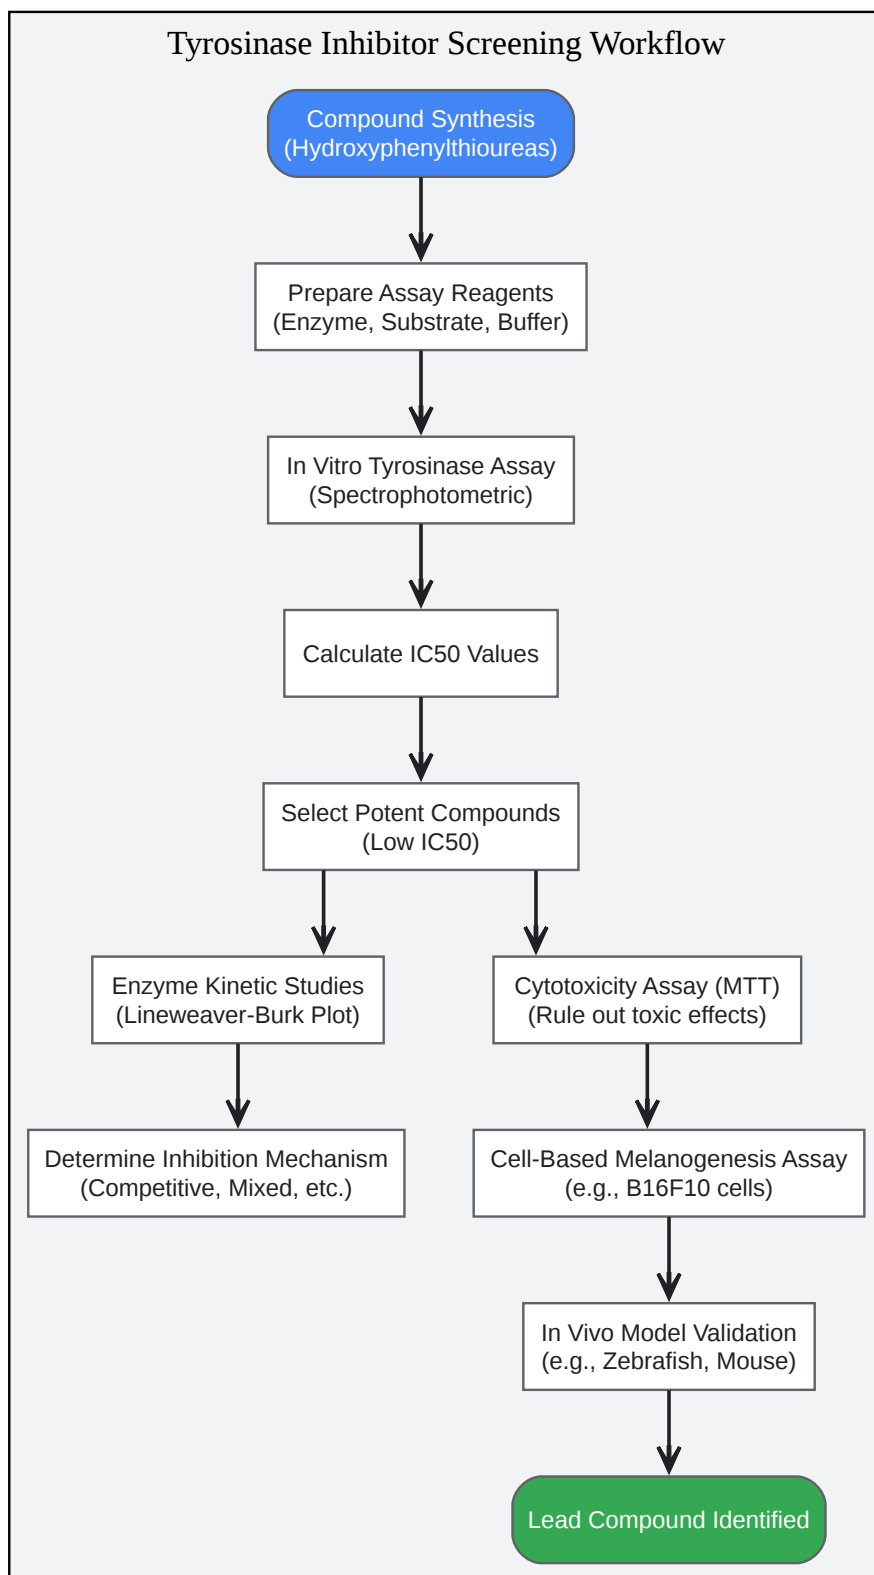 Tyrosinase Inhibitor Screening Workflow
Compound Synthesis
(Hydroxyphenylthioureas)
Prepare Assay Reagents
(Enzyme, Substrate, Buffer)
In Vitro Tyrosinase Assay
(Spectrophotometric)
Calculate IC50 Values
Select Potent Compounds
(Low IC50)
Enzyme Kinetic Studies
(Lineweaver-Burk Plot)
Cytotoxicity Assay (MTT)
(Rule out toxic effects)
Determine Inhibition Mechanism
(Competitive, Mixed, etc.)
Cell-Based Melanogenesis Assay
(e.g., B16F10 cells)
In Vivo Model Validation
(e.g., Zebrafish, Mouse)
Lead Compound Identified